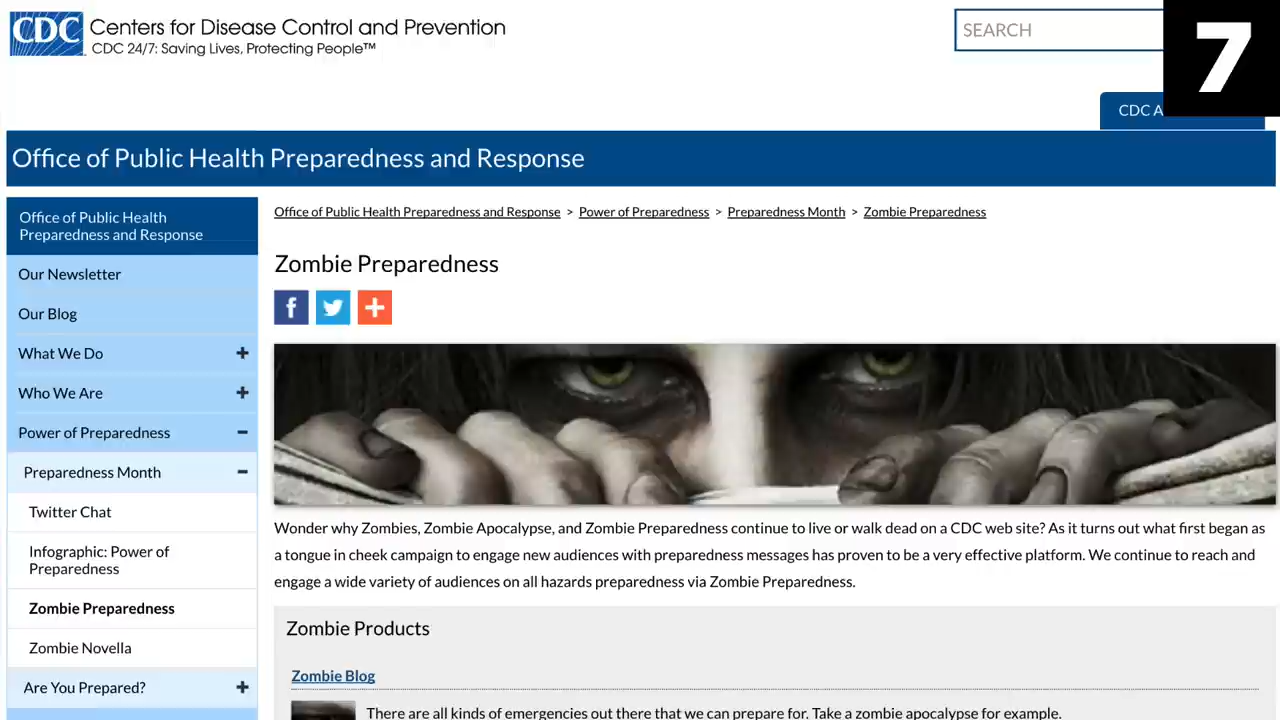 CDC Centers for Disease Control and Prevention
CDC 24/7: Saving Lives, Protecting People™
SEARCH
7
CDC A
Office of Public Health Preparedness and Response
Office of Public Health
Preparedness and Response
Our Newsletter
Our Blog
What We Do
Who We Are
Power of Preparedness
Preparedness Month
Twitter Chat
Infographic: Power of
Preparedness
Zombie Preparedness
Zombie Novella
Are You Prepared?
Office of Public Health Preparedness and Response > Power of Preparedness > Preparedness Month > Zombie Preparedness
Zombie Preparedness
Wonder why Zombies, Zombie Apocalypse, and Zombie Preparedness continue to live or walk dead on a CDC web site? As it turns out what first began as
a tongue in cheek campaign to engage new audiences with preparedness messages has proven to be a very effective platform. We continue to reach and
engage a wide variety of audiences on all hazards preparedness via Zombie Preparedness.
Zombie Products
Zombie Blog
There are all kinds of emergencies out there that we can prepare for. Take a zombie apocalypse for example.